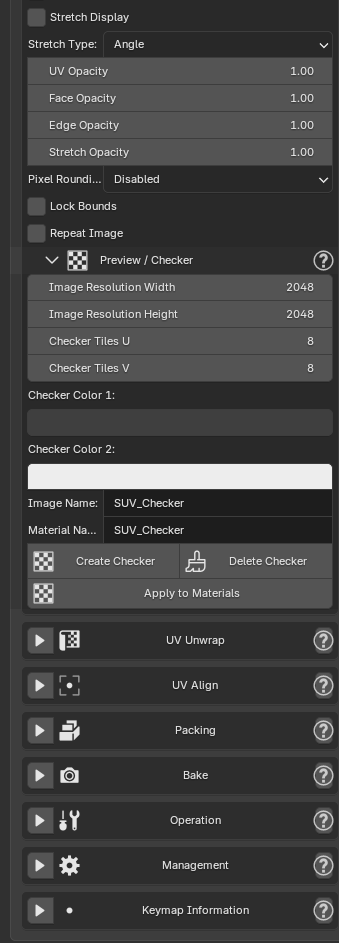 Stretch Display
Stretch Type: Angle
UV Opacity 1.00
Face Opacity 1.00
Edge Opacity 1.00
Stretch Opacity 1.00
Pixel Roundi... Disabled
Lock Bounds
Repeat Image
Preview / Checker ?
Image Resolution Width 2048
Image Resolution Height 2048
Checker Tiles U 8
Checker Tiles V 8
Checker Color 1:
Checker Color 2:
Image Name: SUV_Checker
Material Na... SUV_Checker
Create Checker Delete Checker
Apply to Materials
UV Unwrap ?
UV Align ?
Packing ?
Bake ?
Operation ?
Management ?
Keymap Information ?